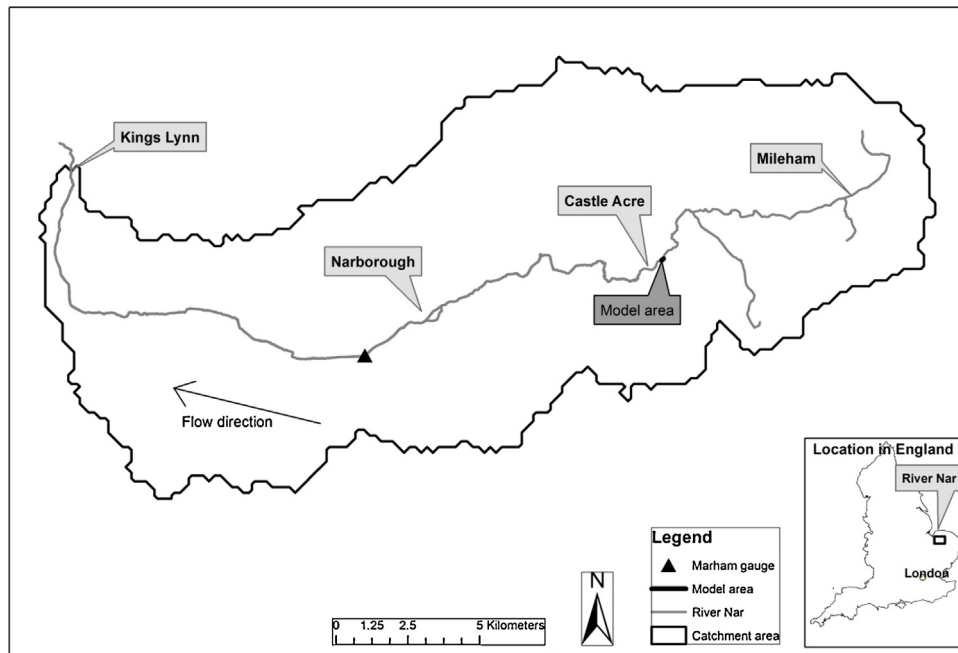 Kings Lynn
Mileham
Castle Acre
Narborough
Model area
Flow direction
Location in England
River Nar
London
Legend
Marham gauge
Model area
River Nar
Catchment area
N
0 1.25 2.5 5 Kilometers